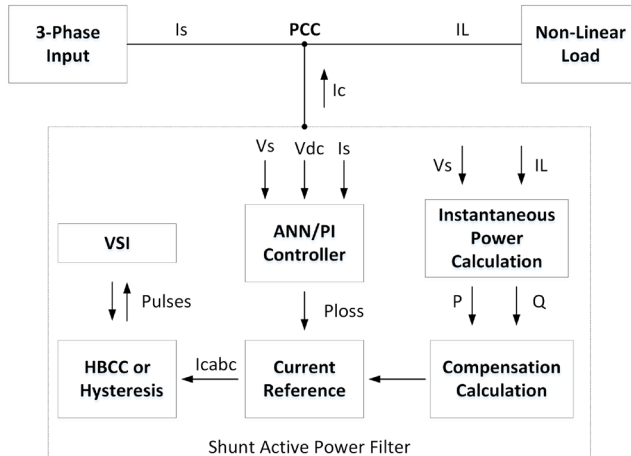 3-Phase
Input
Is
PCC
IL
Non-Linear
Load
Ic
Vs
Vdc
Is
Vs
IL
VSI
ANN/PI
Controller
Instantaneous
Power
Calculation
Pulses
Ploss
P
Q
HBCC or
Hysteresis
Icabc
Current
Reference
Compensation
Calculation
Shunt Active Power Filter